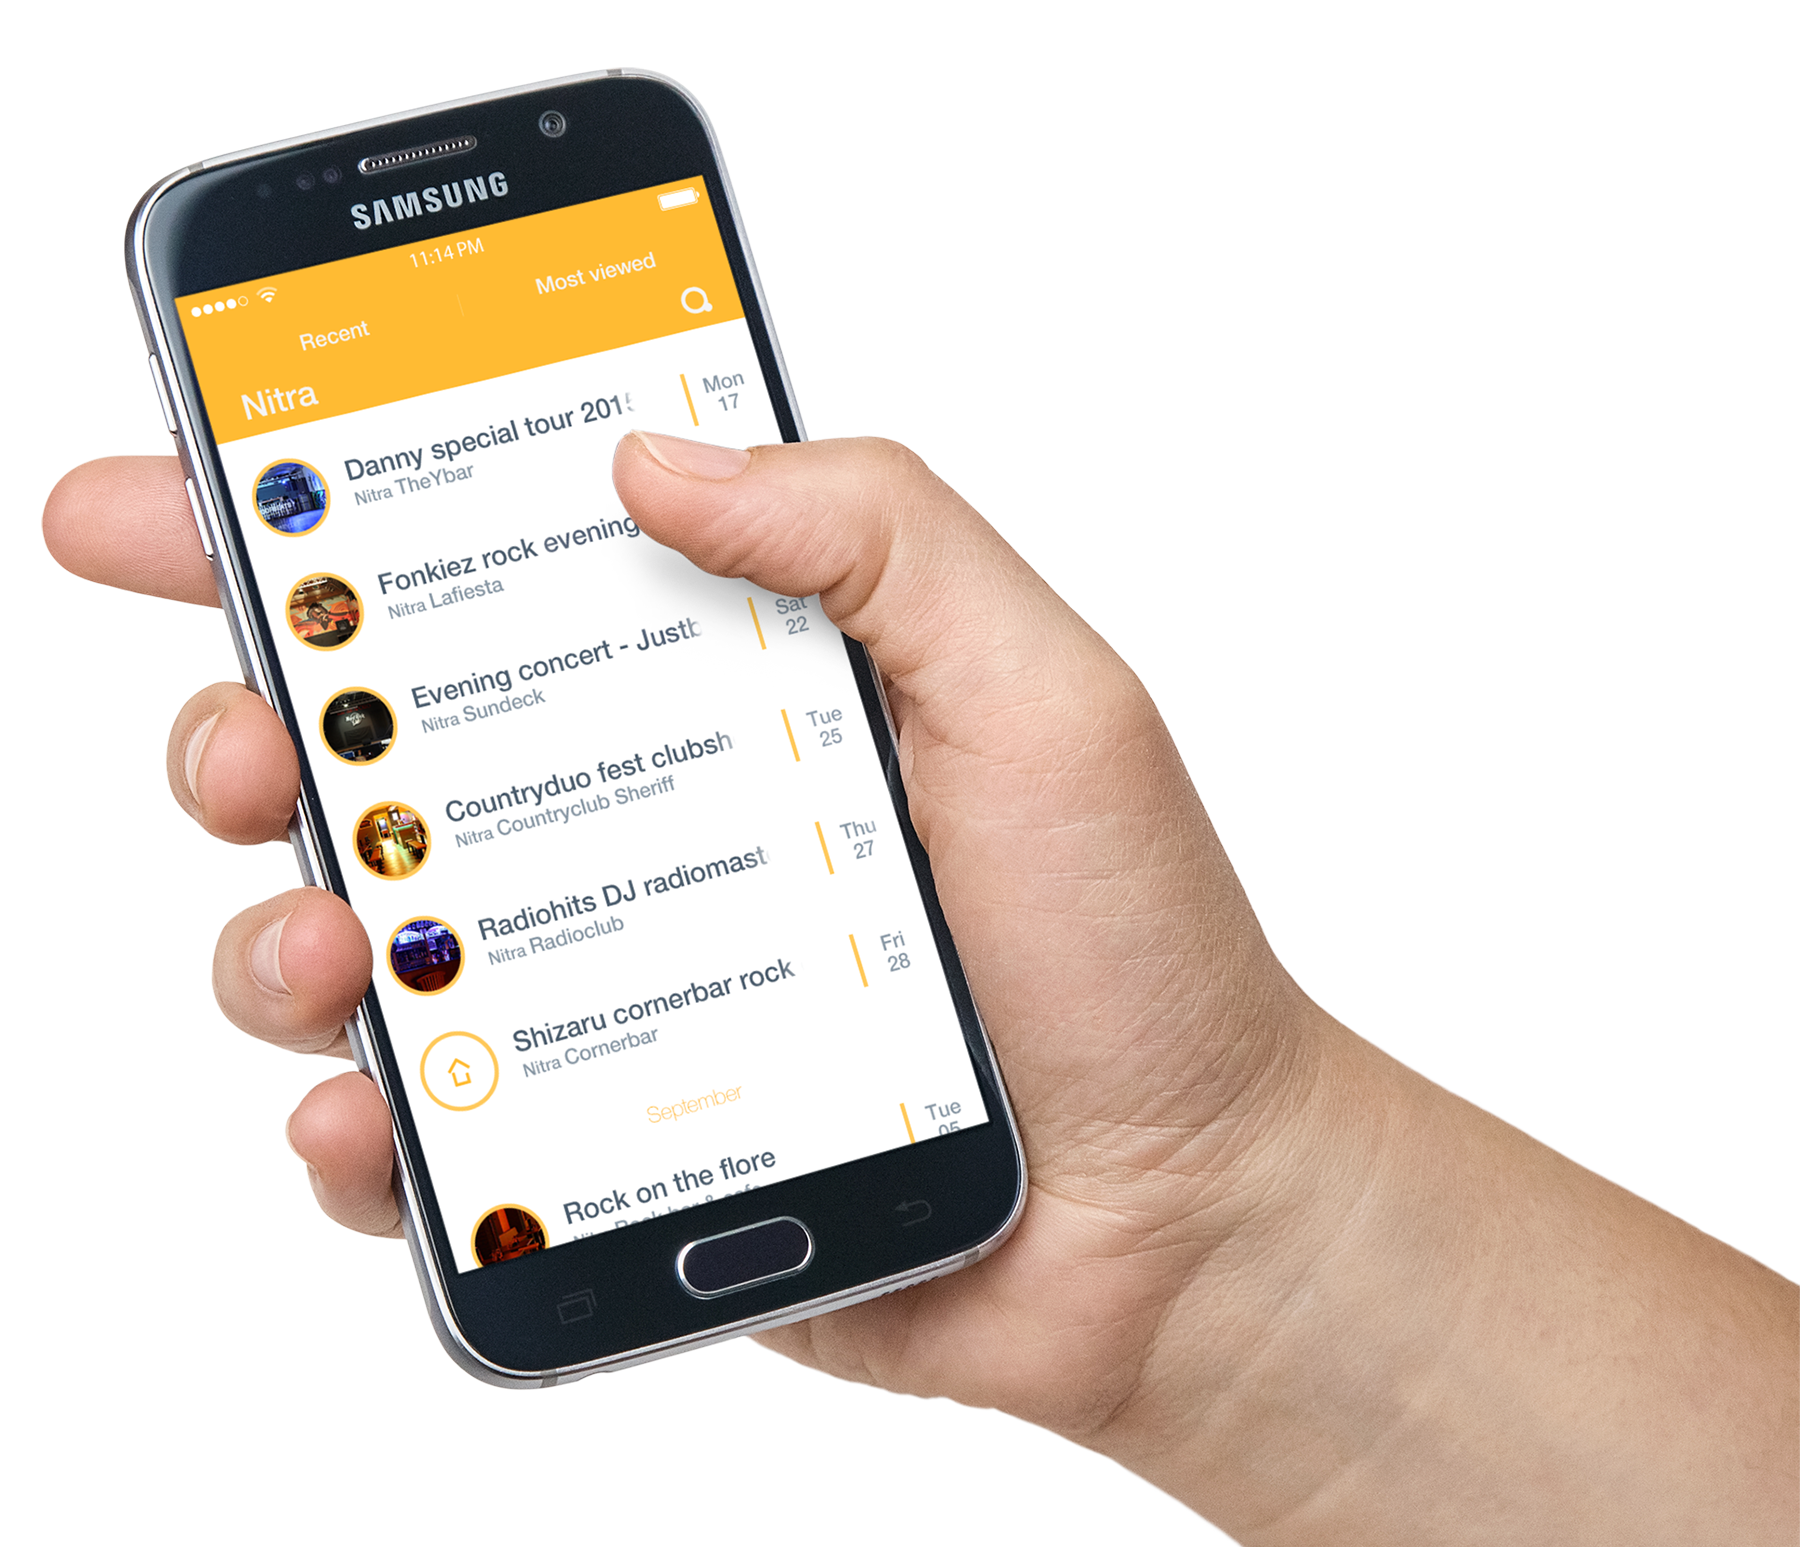 SAMSUNG
11:14 PM
Recent
Most viewed
Nitra
Danny special tour 2015
Nitra TheYbar
Mon
17
Fonkiez rock evening
Nitra Lafiesta
Evening concert - Justb
Nitra Sundeck
Sat
22
Countryduo fest clubsh
Nitra Countryclub Sheriff
Tue
25
Radiohits DJ radiomast
Nitra Radioclub
Thu
27
Shizaru cornerbar rock
Nitra Cornerbar
Fri
28
September
Rock on the flore
Tue
05